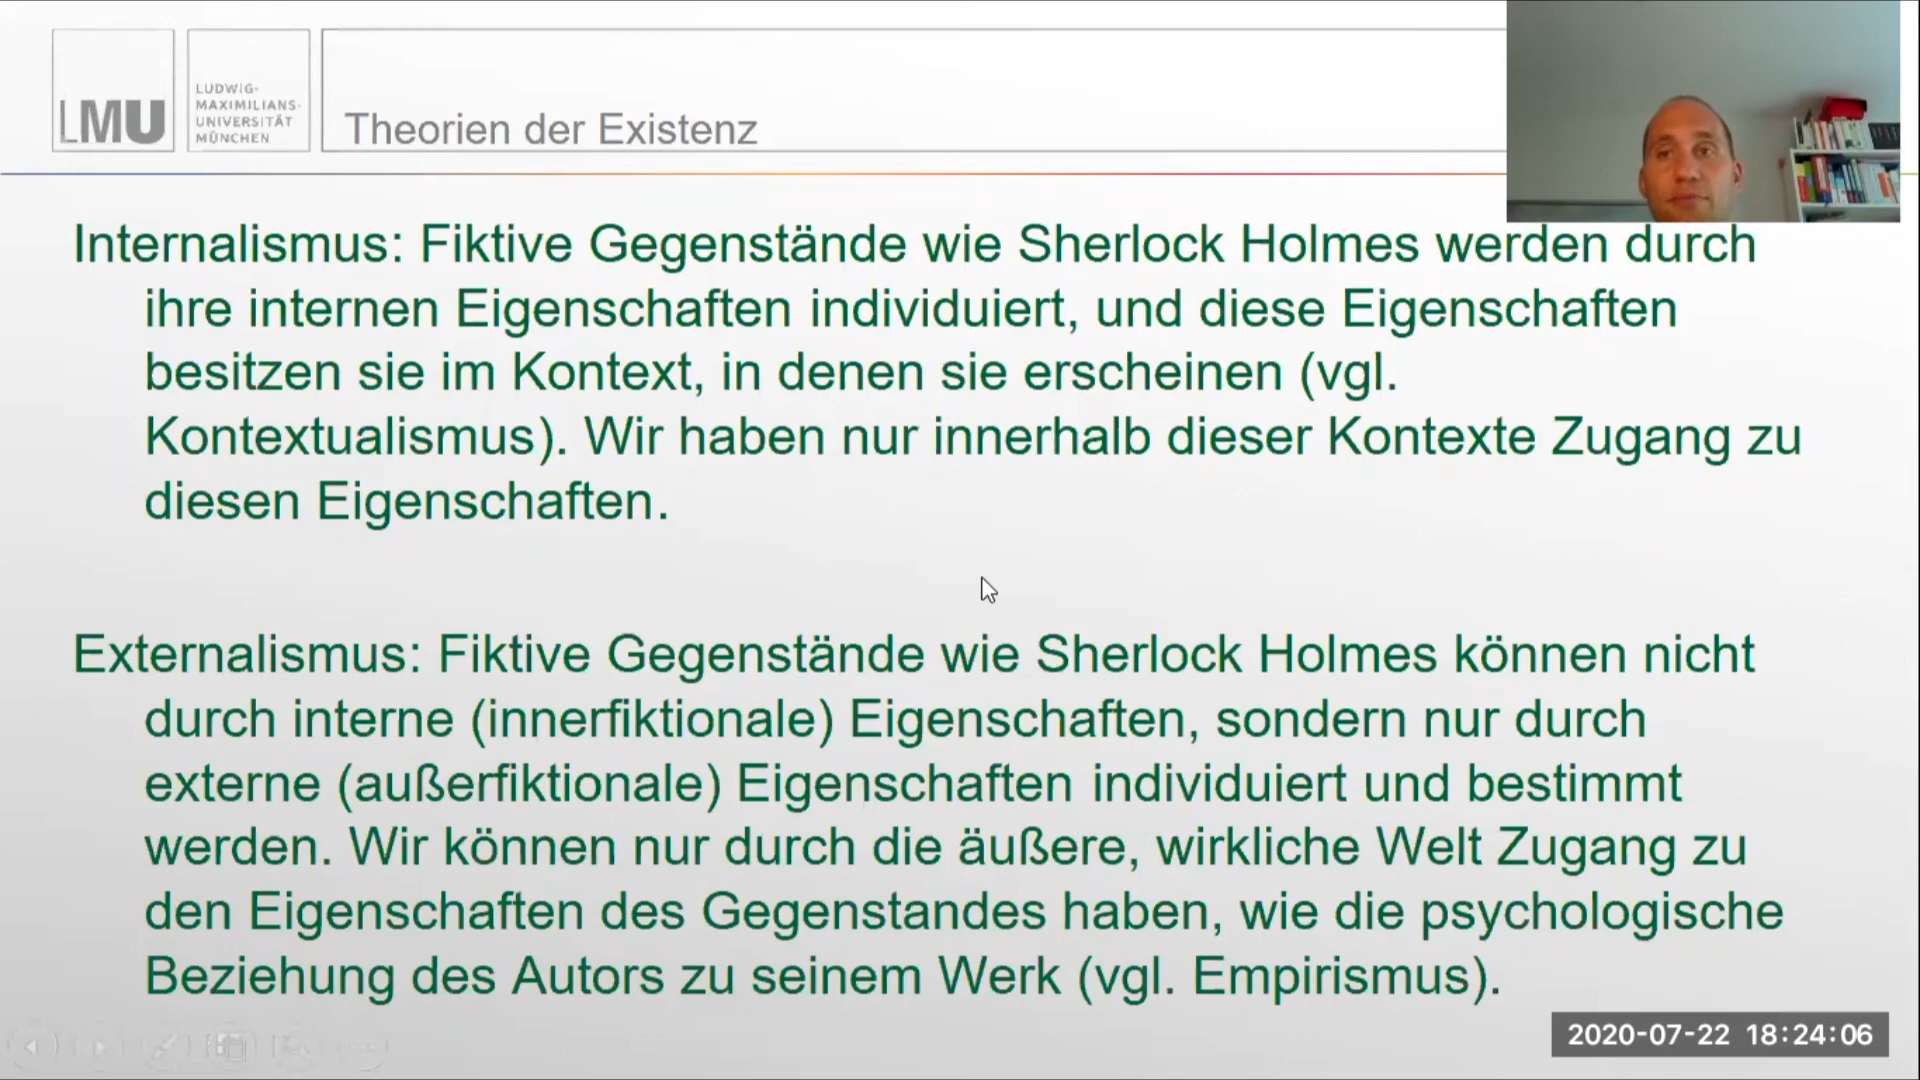 LMU
LUDWIG-
MAXIMILIANS-
UNIVERSITÄT
MÜNCHEN
Theorien der Existenz
Internalismus: Fiktive Gegenstände wie Sherlock Holmes werden durch
ihre internen Eigenschaften individuiert, und diese Eigenschaften
besitzen sie im Kontext, in denen sie erscheinen (vgl.
Kontextualismus). Wir haben nur innerhalb dieser Kontexte Zugang zu
diesen Eigenschaften.
Externalismus: Fiktive Gegenstände wie Sherlock Holmes können nicht
durch interne (innerfiktionale) Eigenschaften, sondern nur durch
externe (außerfiktionale) Eigenschaften individuiert und bestimmt
werden. Wir können nur durch die äußere, wirkliche Welt Zugang zu
den Eigenschaften des Gegenstandes haben, wie die psychologische
Beziehung des Autors zu seinem Werk (vgl. Empirismus).
2020-07-22 18:24:06